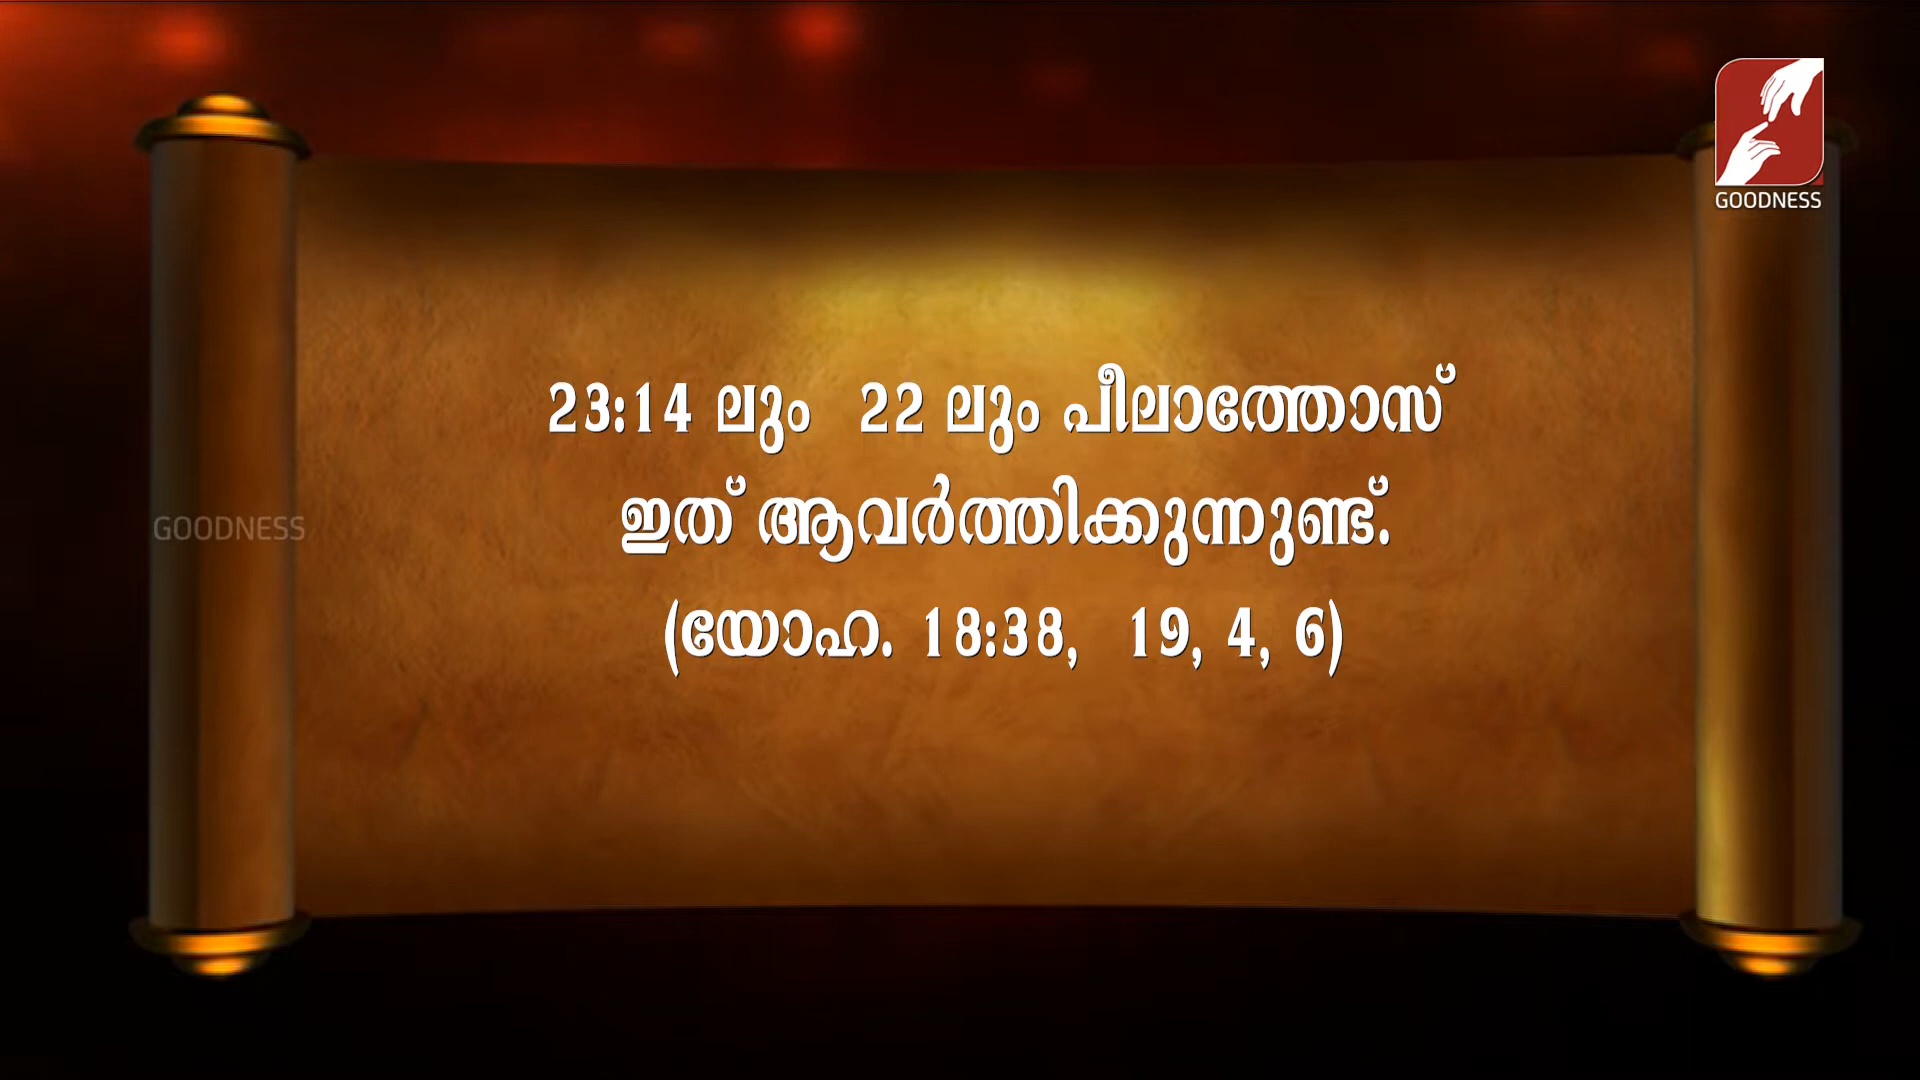 GOODNESS
23:14 ലും 22 ലും പീലാത്തോസ്
ഇത് ആവർത്തിക്കുന്നുണ്ട്.
GOODNESS
(യോഹ. 18:38, 19, 4, 6)